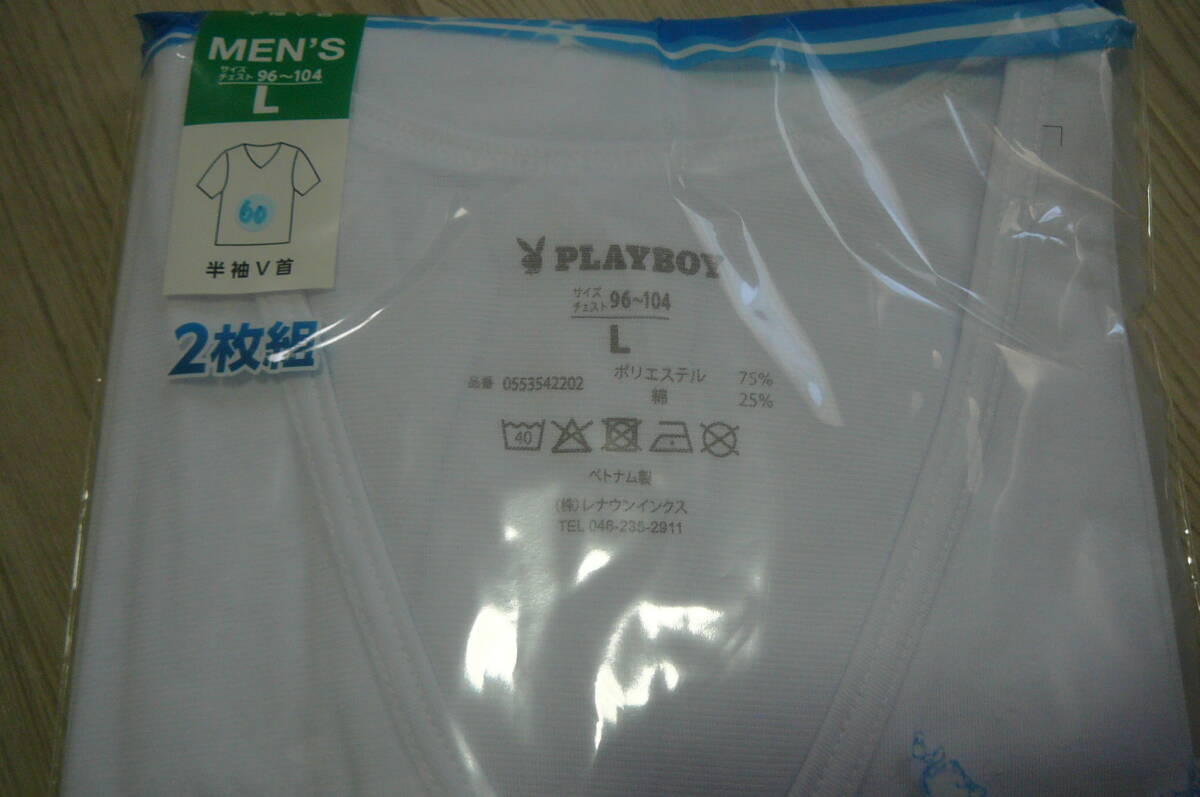 MEN'S
サイズ
チェスト 96〜104
L
60
半袖V首
2枚組
PLAYBOY
サイズ
チェスト 96〜104
L
品番 0553542202
ポリエステル 75%
綿 25%
40
ベトナム製
(株)レナウンインクス
TEL 046-235-2911